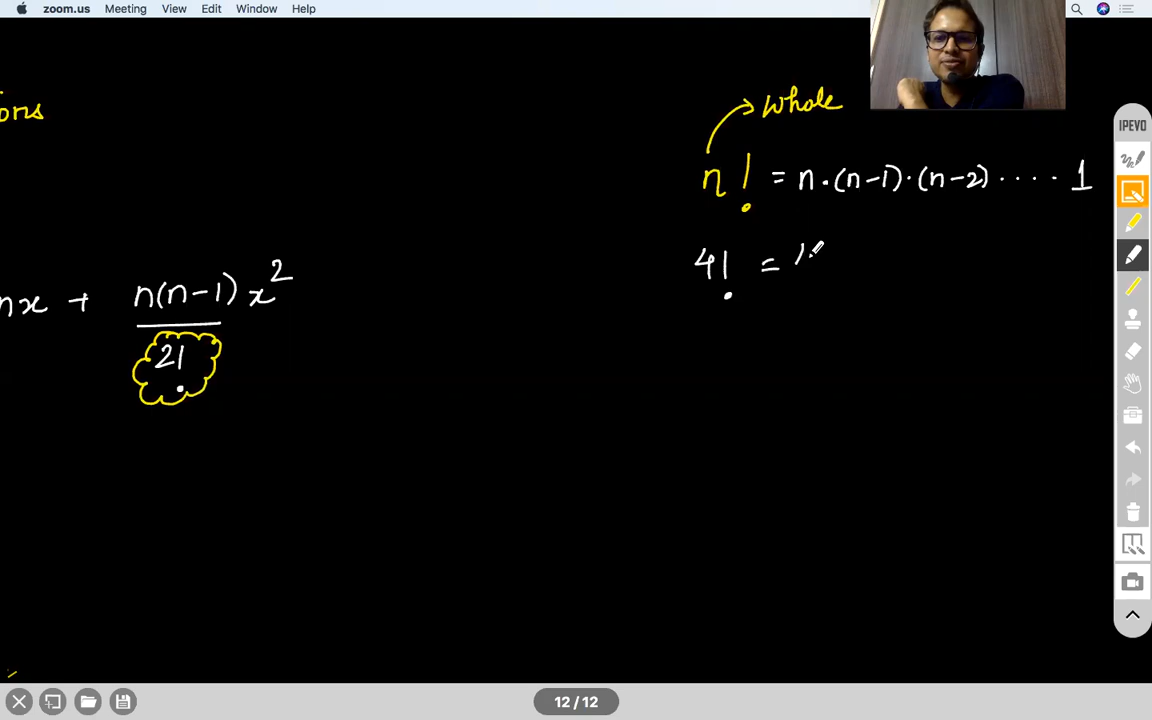 zoom.us Meeting View Edit Window Help
ions
Whole
n! = n·(n-1)·(n-2)····· 1
IPEVO
4! =
nx + n(n-1)x²
2!
12/12